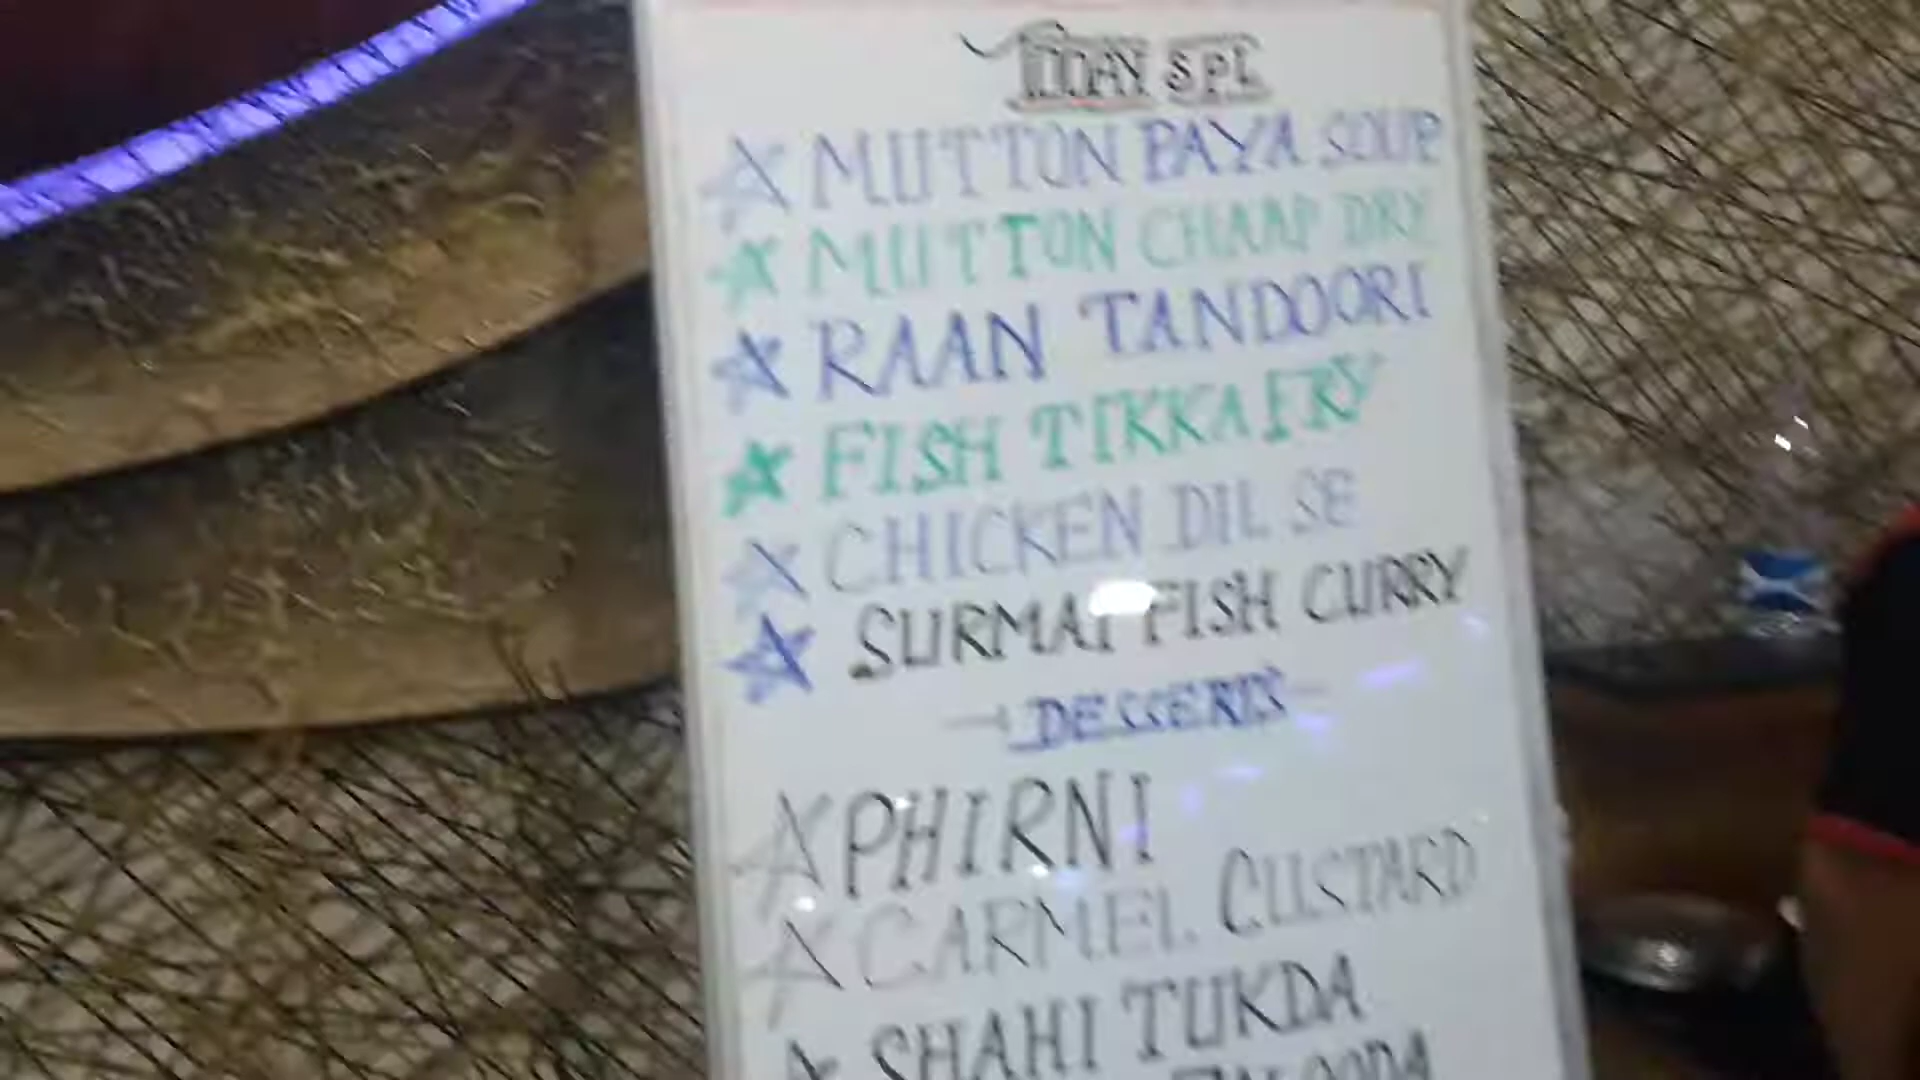 TODAY SPL
MUTTON PAYA SOUP
MUTTON CHAAP DRY
RAAN TANDOORI
FISH TIKKA FRY
CHICKEN DIL SE
SURMAI FISH CURRY
DESSERTS
PHIRNI
CARMEL CUSTARD
SHAHI TUKDA